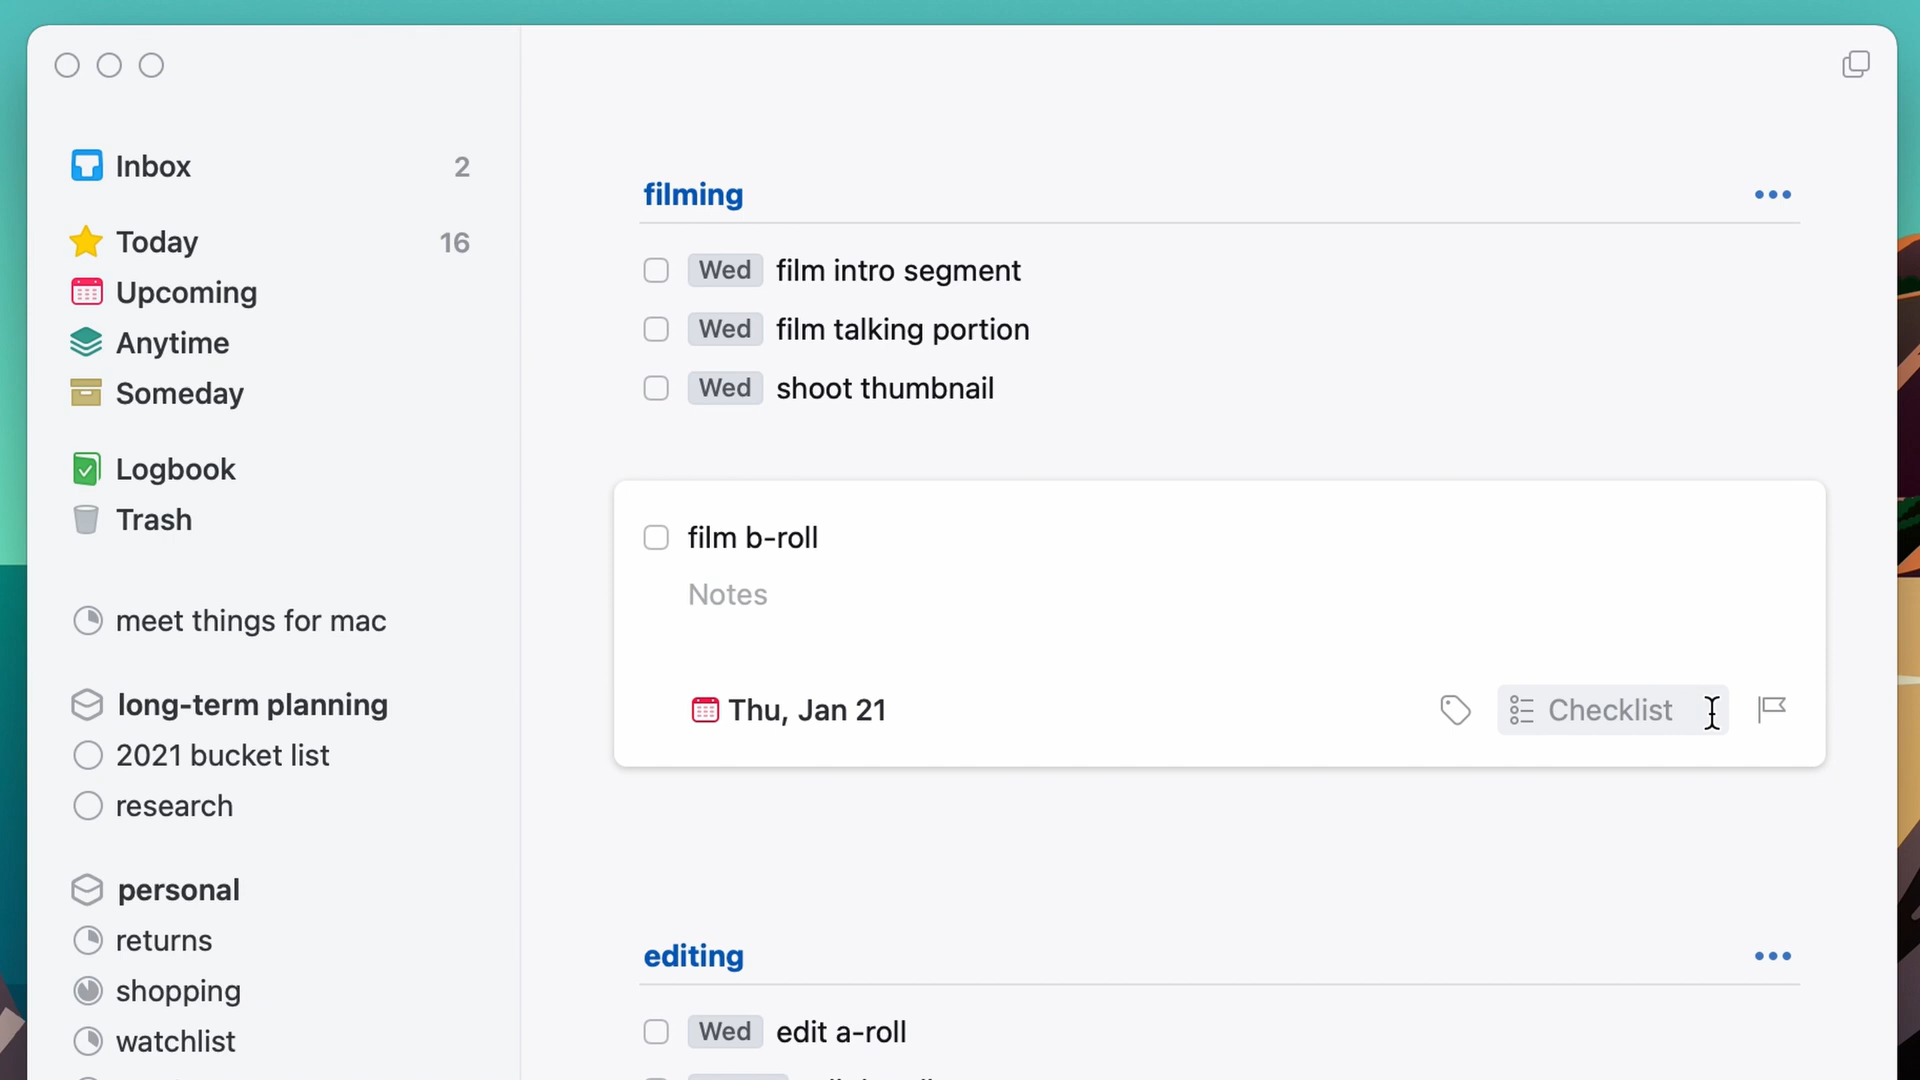 Inbox 2
Today 16
Upcoming
Anytime
Someday
Logbook
Trash
meet things for mac
long-term planning
2021 bucket list
research
personal
returns
shopping
watchlist
filming
Wed film intro segment
Wed film talking portion
Wed shoot thumbnail
film b-roll
Notes
Thu, Jan 21
Checklist
editing
Wed edit a-roll